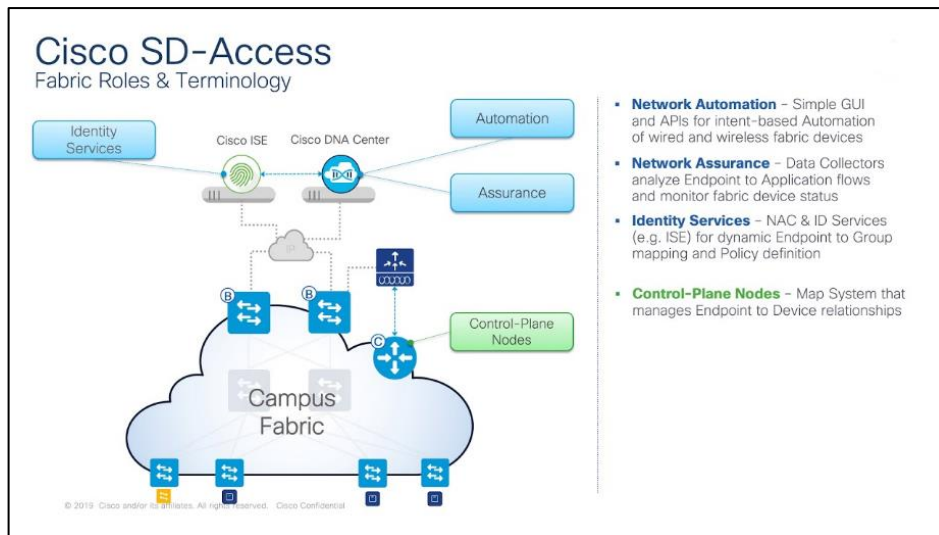 Cisco SD-Access
Fabric Roles & Terminology
Identity
Services
Cisco ISE
Cisco DNA Center
Automation
Assurance
B
B
C
Control-Plane
Nodes
Campus
Fabric
▪ Network Automation – Simple GUI
and APIs for intent-based Automation
of wired and wireless fabric devices
▪ Network Assurance – Data Collectors
analyze Endpoint to Application flows
and monitor fabric device status
▪ Identity Services – NAC & ID Services
(e.g. ISE) for dynamic Endpoint to Group
mapping and Policy definition
▪ Control-Plane Nodes – Map System that
manages Endpoint to Device relationships
© 2019 Cisco and/or its affiliates. All rights reserved. Cisco Confidential